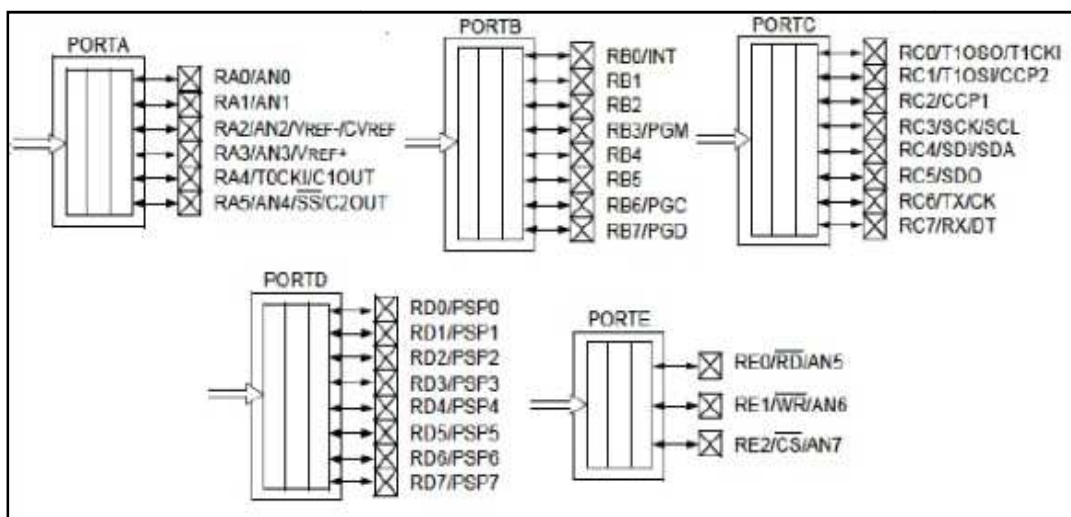 PORTA
RA0/AN0
RA1/AN1
RA2/AN2/VREF-/CVREF
RA3/AN3/VREF+
RA4/T0CKI/C1OUT
RA5/AN4/SS/C2OUT
PORTB
RB0/INT
RB1
RB2
RB3/PGM
RB4
RB5
RB6/PGC
RB7/PGD
PORTC
RC0/T1OSO/T1CKI
RC1/T1OSI/CCP2
RC2/CCP1
RC3/SCK/SCL
RC4/SDI/SDA
RC5/SDO
RC6/TX/CK
RC7/RX/DT
PORTD
RD0/PSP0
RD1/PSP1
RD2/PSP2
RD3/PSP3
RD4/PSP4
RD5/PSP5
RD6/PSP6
RD7/PSP7
PORTE
RE0/RD/AN5
RE1/WR/AN6
RE2/CS/AN7